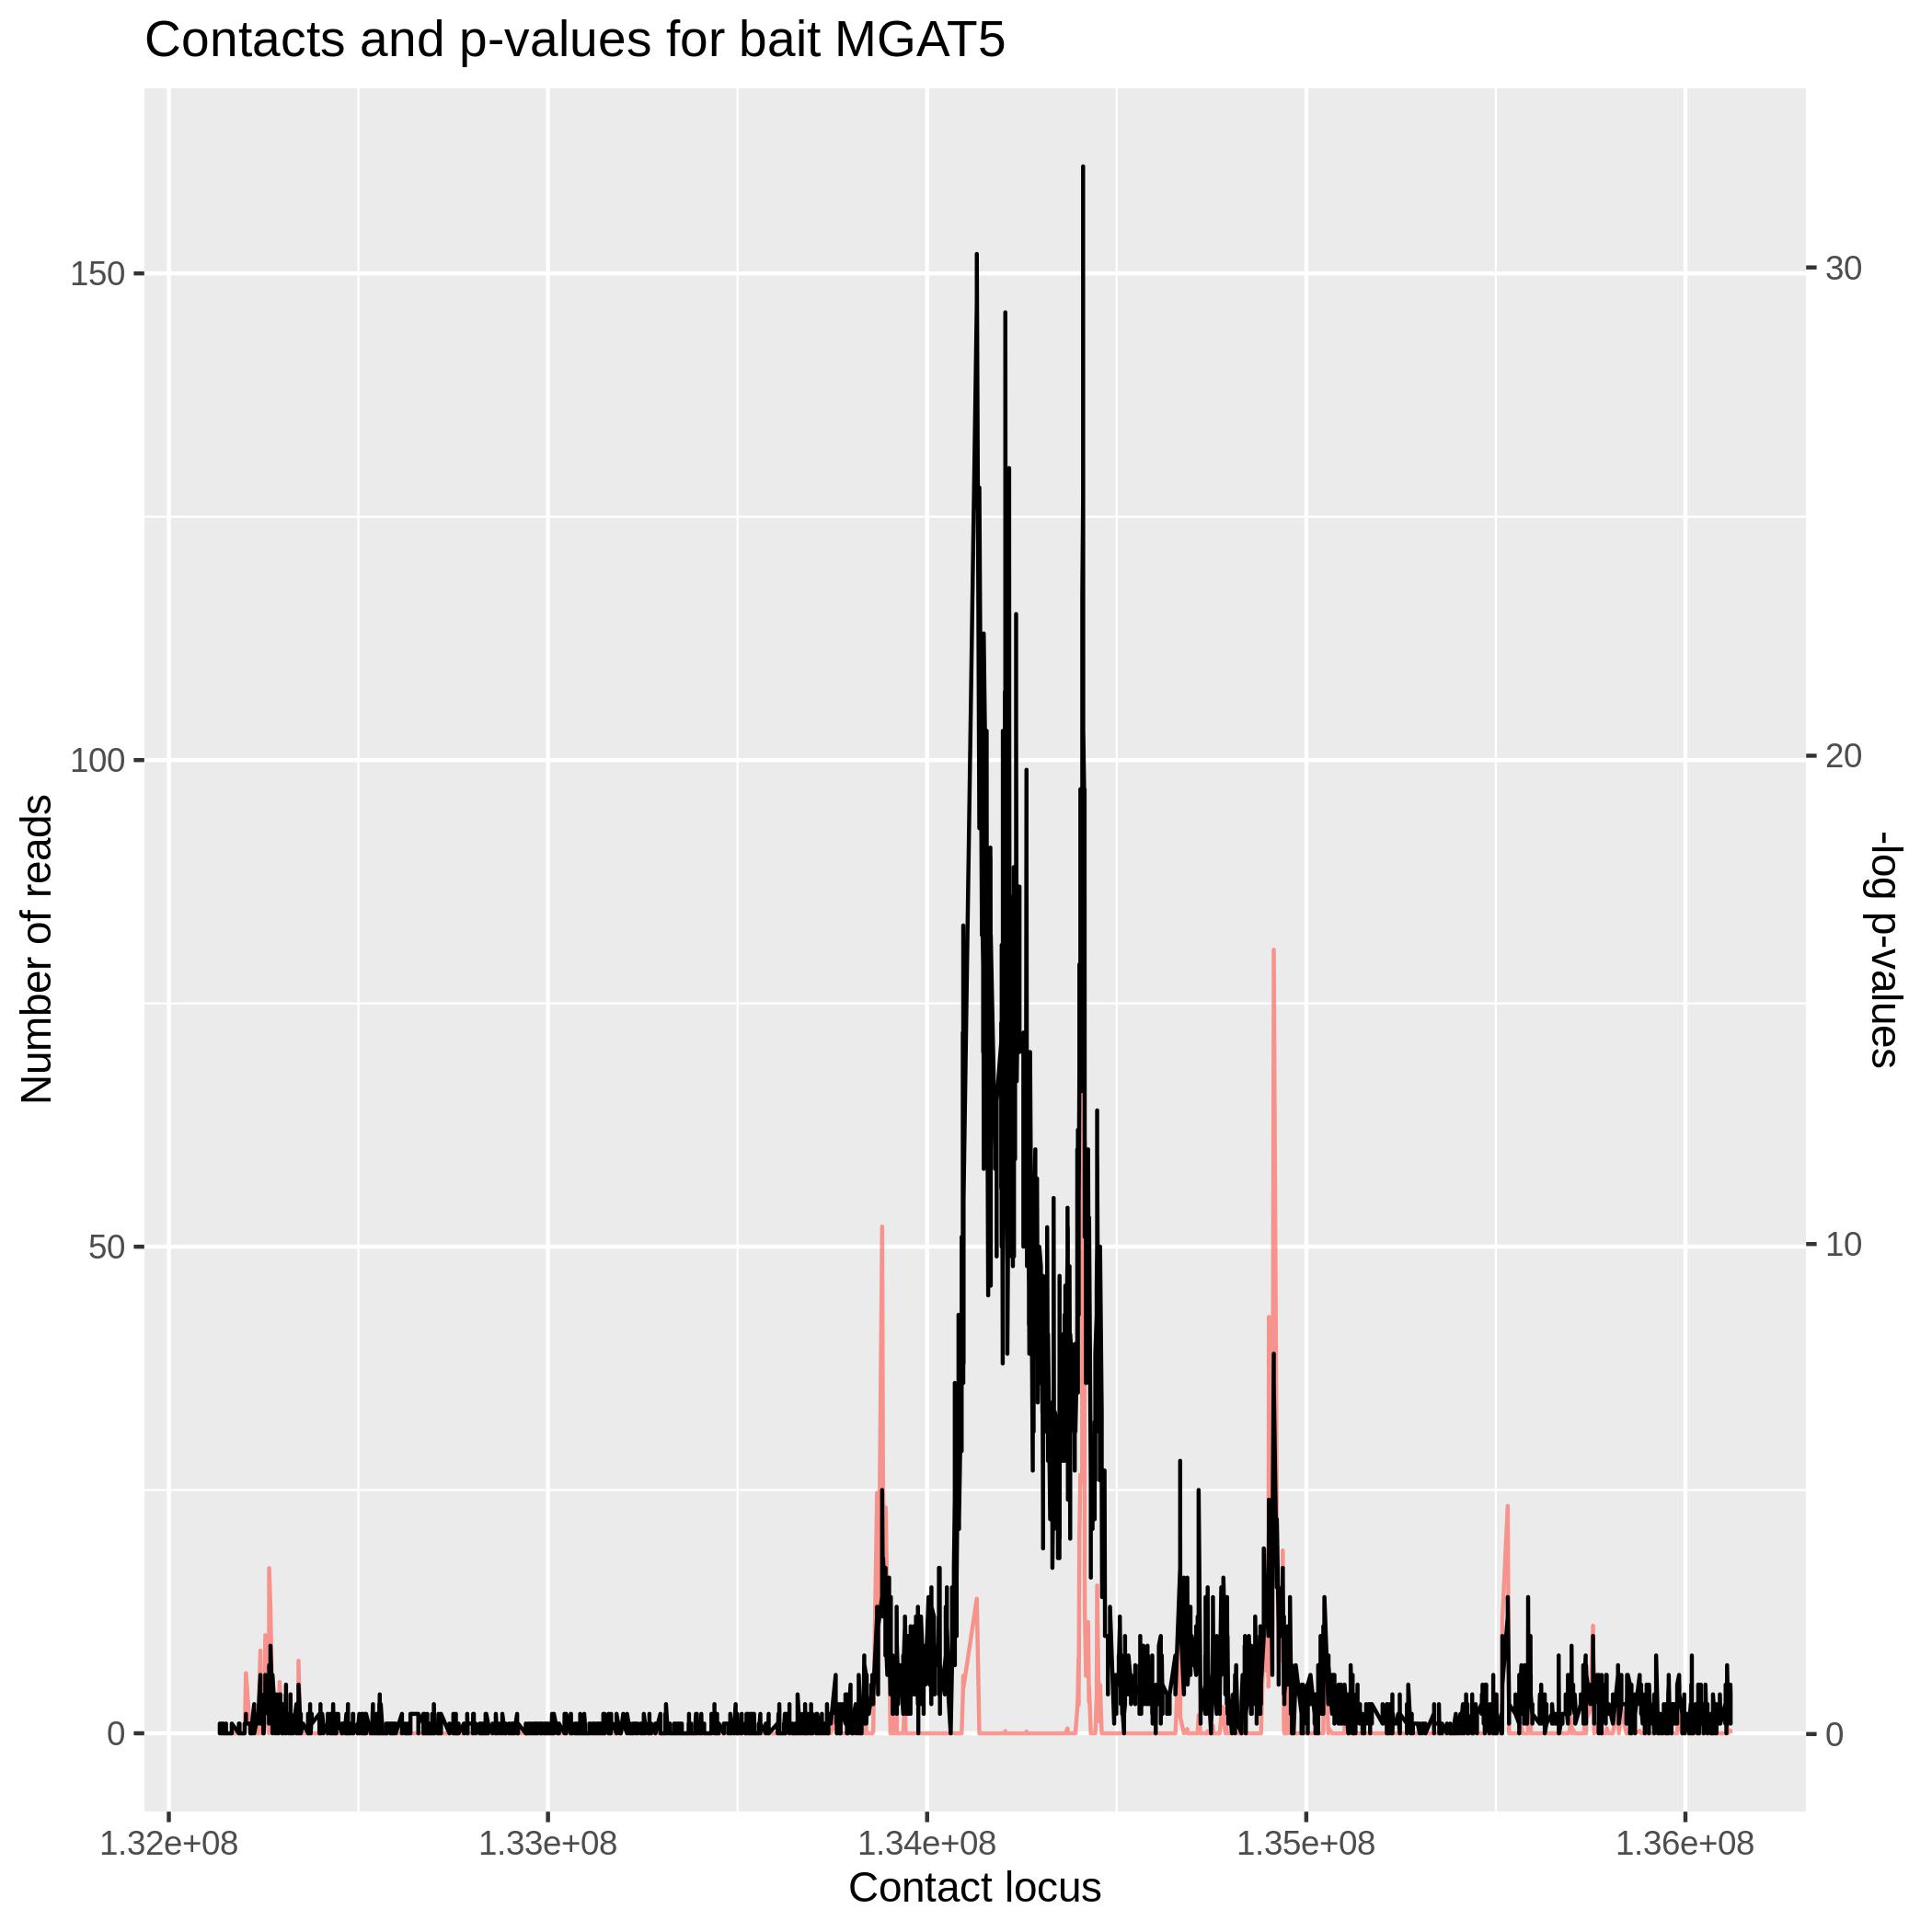 Contacts and p-values for bait MGAT5
150
100
50
0
Number of reads
30
20
10
0
-log p-values
1.32e+08 1.33e+08 1.34e+08 1.35e+08 1.36e+08
Contact locus